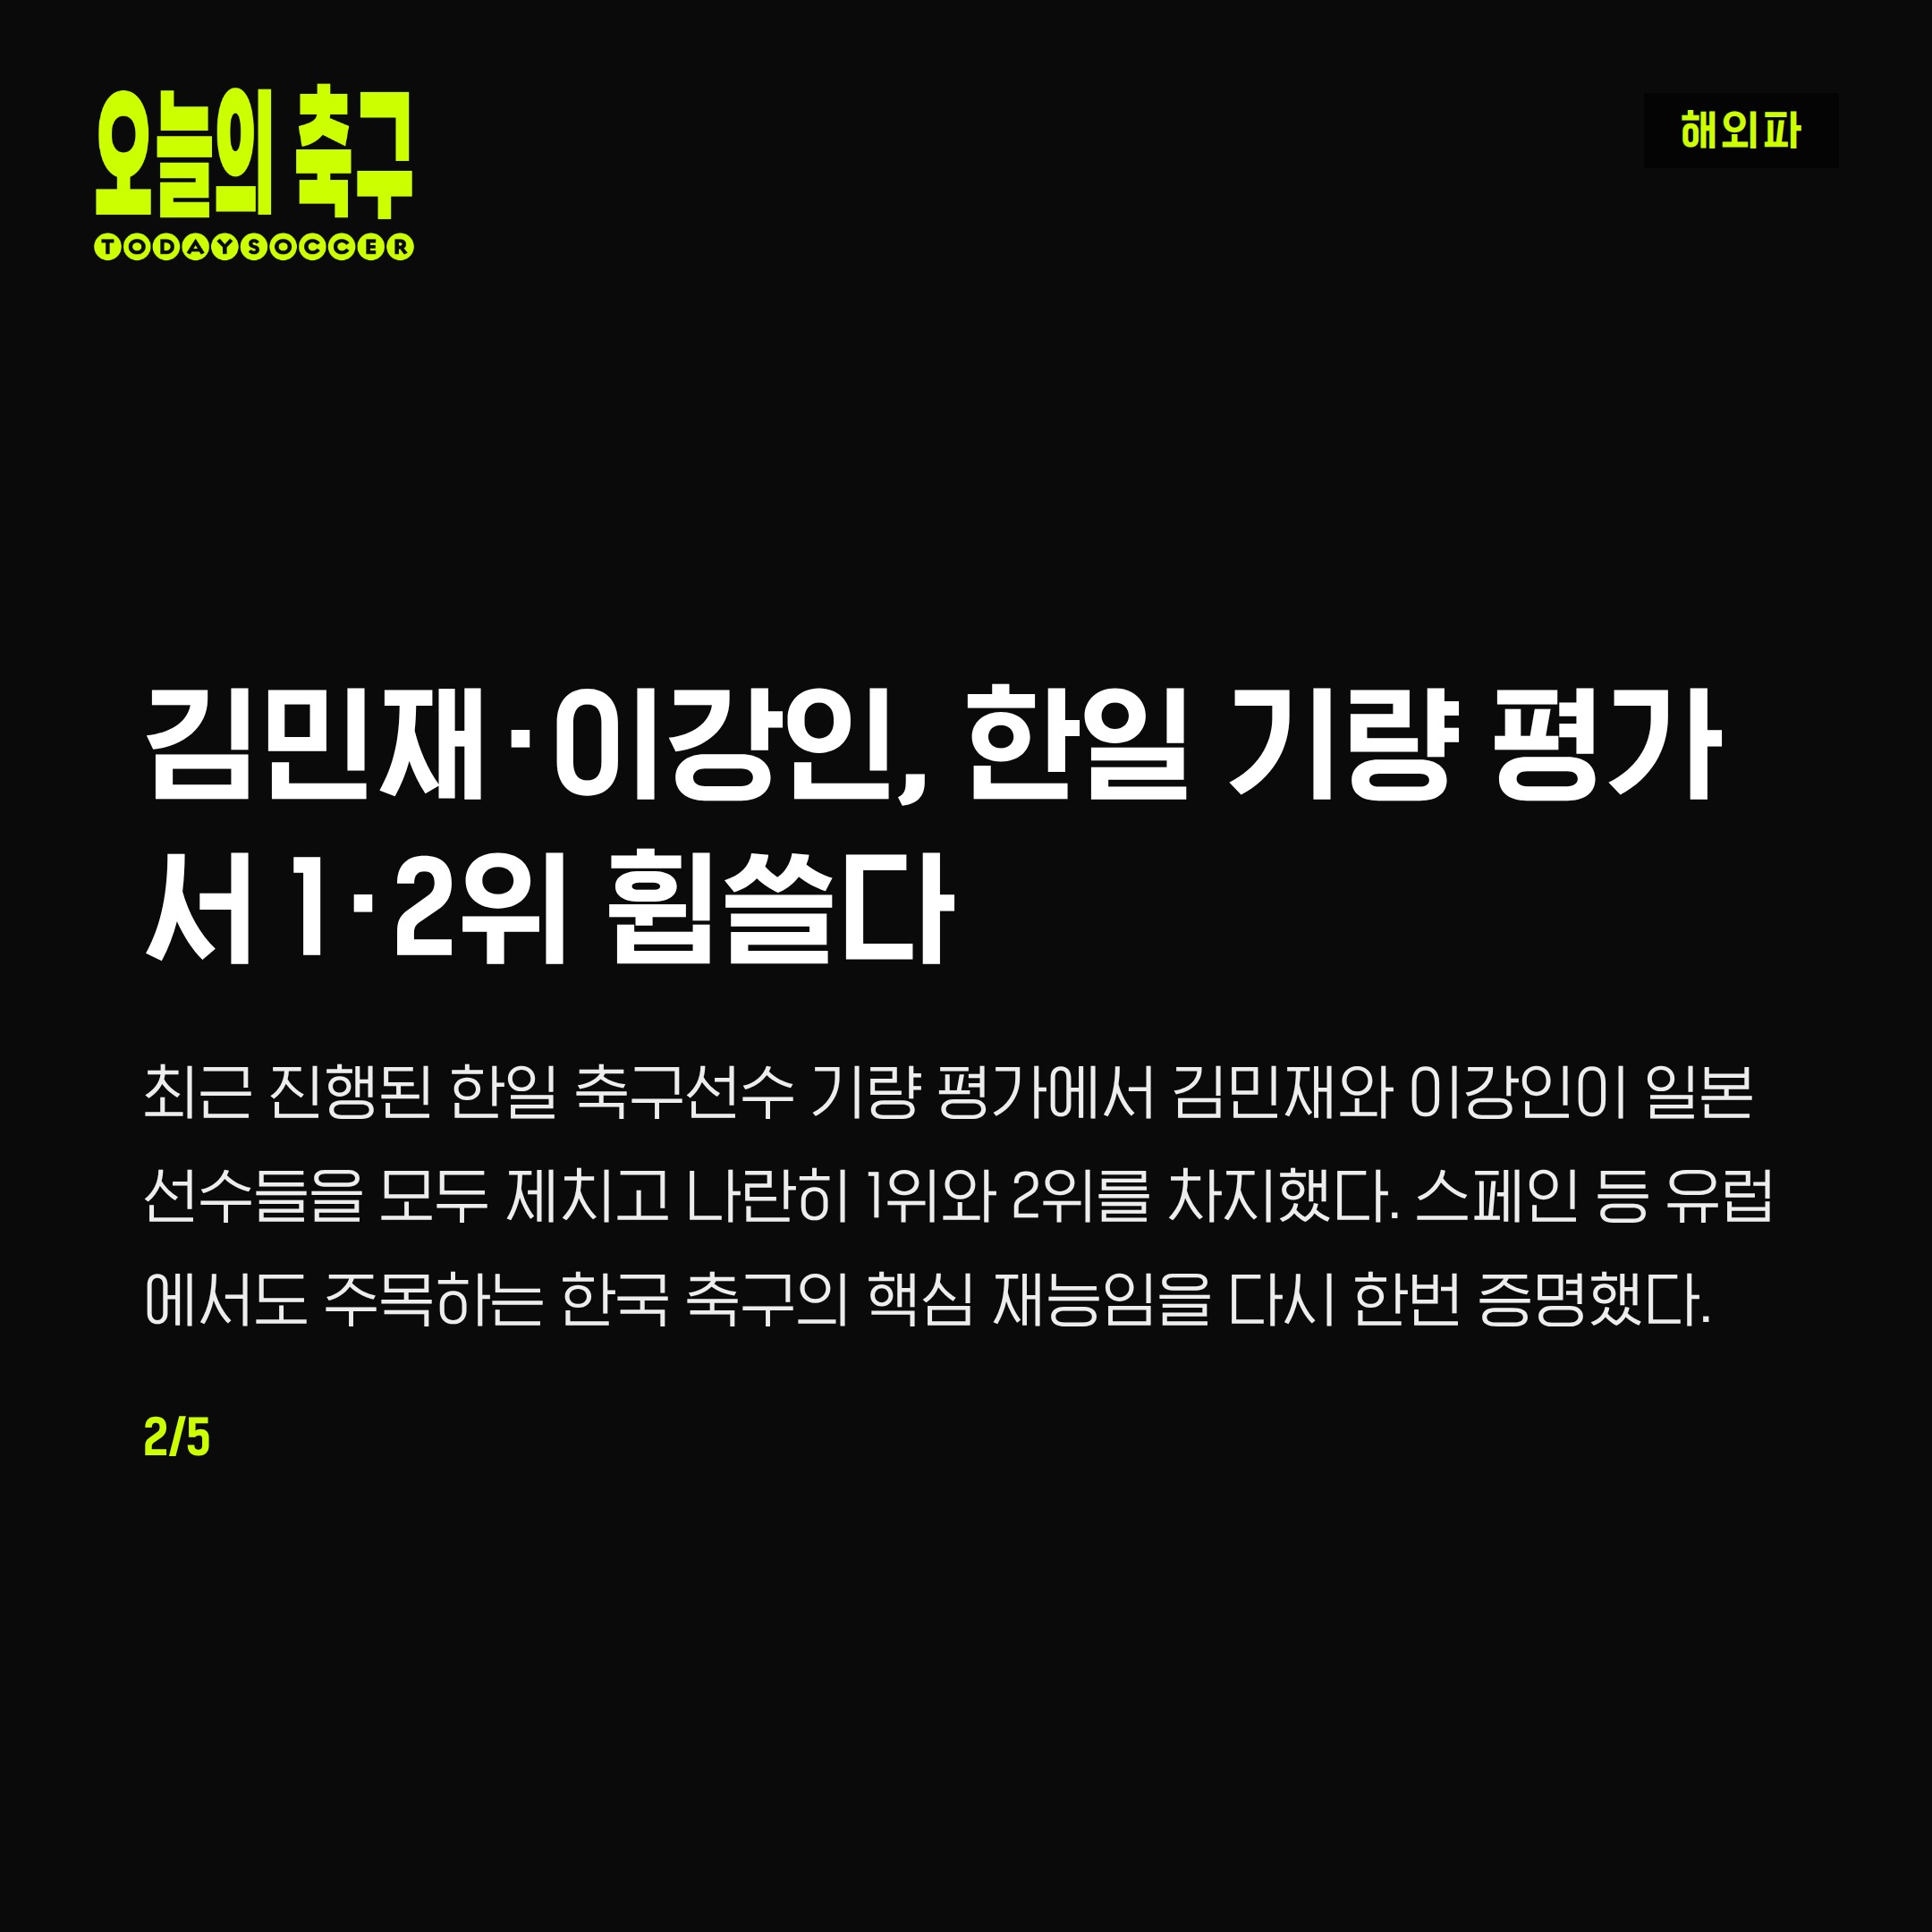 오늘의 축구
TODAYSOCCER
해외파
김민재·이강인, 한일 기량 평가
서 1·2위 휩쓸다
최근 진행된 한일 축구선수 기량 평가에서 김민재와 이강인이 일본
선수들을 모두 제치고 나란히 1위와 2위를 차지했다. 스페인 등 유럽
에서도 주목하는 한국 축구의 핵심 재능임을 다시 한번 증명했다.
2/5